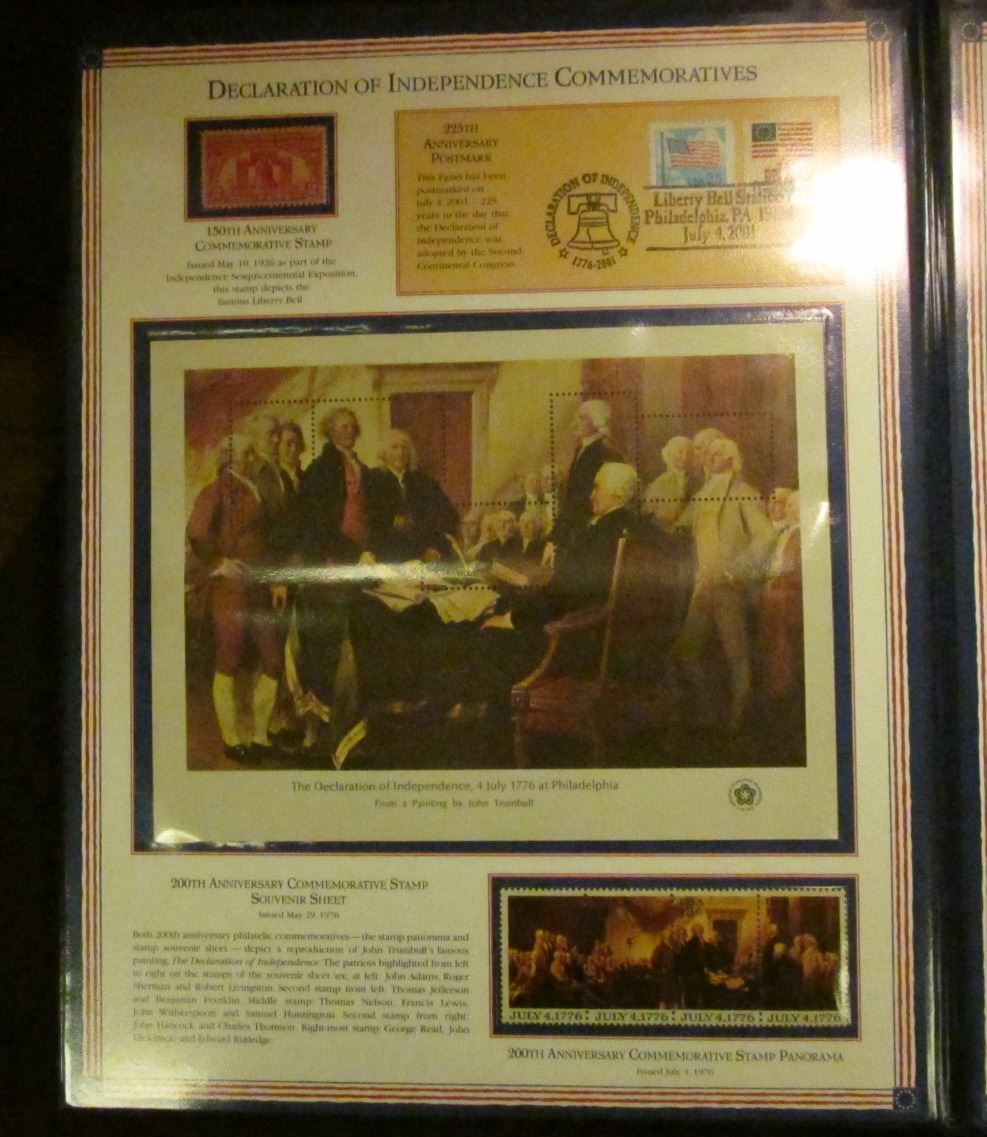 DECLARATION OF INDEPENDENCE COMMEMORATIVES
150TH ANNIVERSARY
COMMEMORATIVE STAMP
Issued May 10, 1926 as part of the
Independence Sesquicentennial Exposition,
this stamp depicts the
famous Liberty Bell
225TH
ANNIVERSARY
POSTMARK
This Panel has been
postmarked on
July 4, 2001 – 225
years to the day that
the Declaration of
Independence was
adopted by the Second
Continental Congress.
DECLARATION OF INDEPENDENCE
1776-2001
Liberty Bell
Philadelphia, PA
July 4, 2001
The Declaration of Independence, 4 July 1776 at Philadelphia
From a Painting by John Trumbull
200TH ANNIVERSARY COMMEMORATIVE STAMP
SOUVENIR SHEET
Issued May 29, 1976
Both 200th anniversary philatelic commemoratives — the stamp panorama and
stamp souvenir sheet — depict a reproduction of John Trumbull's famous
painting, The Declaration of Independence. The patriots highlighted from left
to right on the stamps of the souvenir sheet are, at left: John Adams, Roger
Sherman and Robert Livingston. Second stamp from left: Thomas Jefferson
and Benjamin Franklin. Middle stamp: Thomas Nelson, Francis Lewis,
John Witherspoon and Samuel Huntington. Second stamp from right:
John Hancock and Charles Thomson. Right-most stamp: George Read, John
Dickinson and Edward Rutledge.
JULY 4,1776 JULY 4,1776 JULY 4,1776 JULY 4,1776
200TH ANNIVERSARY COMMEMORATIVE STAMP PANORAMA
Issued July 4, 1976